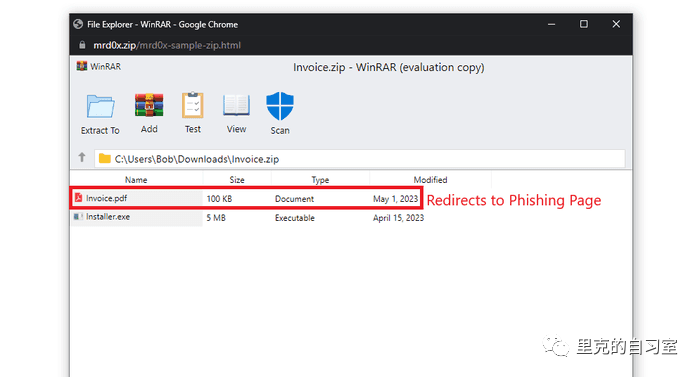 File Explorer - WinRAR - Google Chrome
mrd0x.zip/mrd0x-sample-zip.html
WinRAR
Invoice.zip - WinRAR (evaluation copy)
Extract To Add Test View Scan
C:\Users\Bob\Downloads\Invoice.zip
Name Size Type Modified
Invoice.pdf 100 KB Document May 1, 2023 Redirects to Phishing Page
Installer.exe 5 MB Executable April 15, 2023
里克的自习室